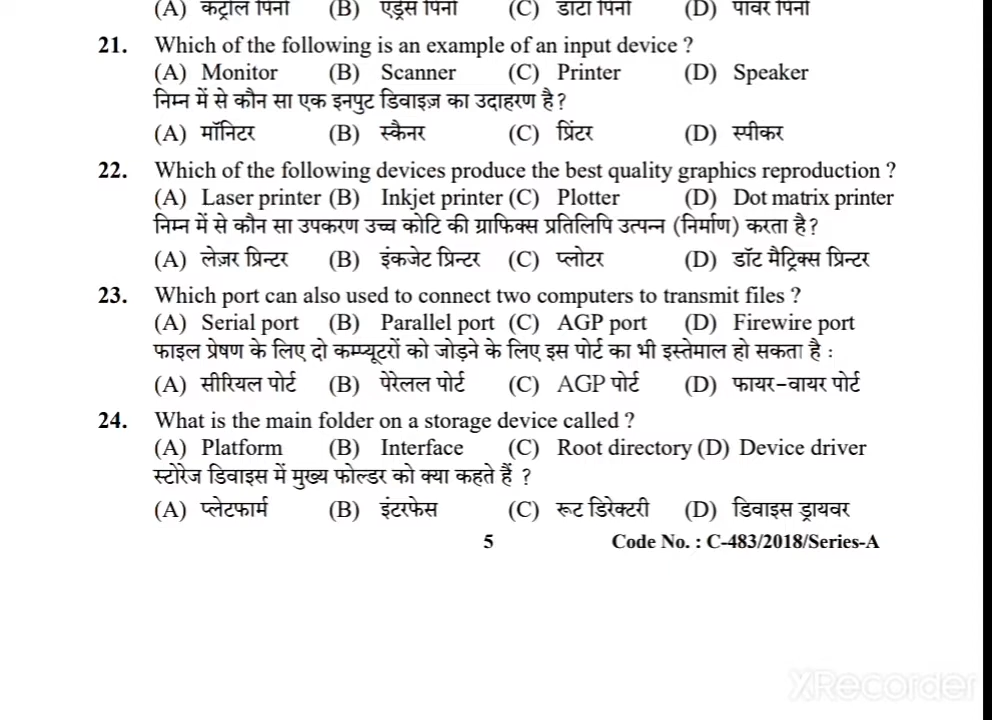 (A) कंट्रोल पिनों (B) एड्रेस पिनों (C) डाटा पिनों (D) पावर पिनों
21. Which of the following is an example of an input device ?
(A) Monitor (B) Scanner (C) Printer (D) Speaker
निम्न में से कौन सा एक इनपुट डिवाइज़ का उदाहरण है?
(A) मॉनिटर (B) स्कैनर (C) प्रिंटर (D) स्पीकर
22. Which of the following devices produce the best quality graphics reproduction ?
(A) Laser printer (B) Inkjet printer (C) Plotter (D) Dot matrix printer
निम्न में से कौन सा उपकरण उच्च कोटि की ग्राफिक्स प्रतिलिपि उत्पन्न (निर्माण) करता है?
(A) लेज़र प्रिन्टर (B) इंकजेट प्रिन्टर (C) प्लोटर (D) डॉट मैट्रिक्स प्रिन्टर
23. Which port can also used to connect two computers to transmit files ?
(A) Serial port (B) Parallel port (C) AGP port (D) Firewire port
फाइल प्रेषण के लिए दो कम्प्यूटरों को जोड़ने के लिए इस पोर्ट का भी इस्तेमाल हो सकता है :
(A) सीरियल पोर्ट (B) पेरेलल पोर्ट (C) AGP पोर्ट (D) फायर-वायर पोर्ट
24. What is the main folder on a storage device called ?
(A) Platform (B) Interface (C) Root directory (D) Device driver
स्टोरेज डिवाइस में मुख्य फोल्डर को क्या कहते हैं ?
(A) प्लेटफार्म (B) इंटरफेस (C) रूट डिरेक्टरी (D) डिवाइस ड्रायवर
5 Code No. : C-483/2018/Series-A
XRecorder